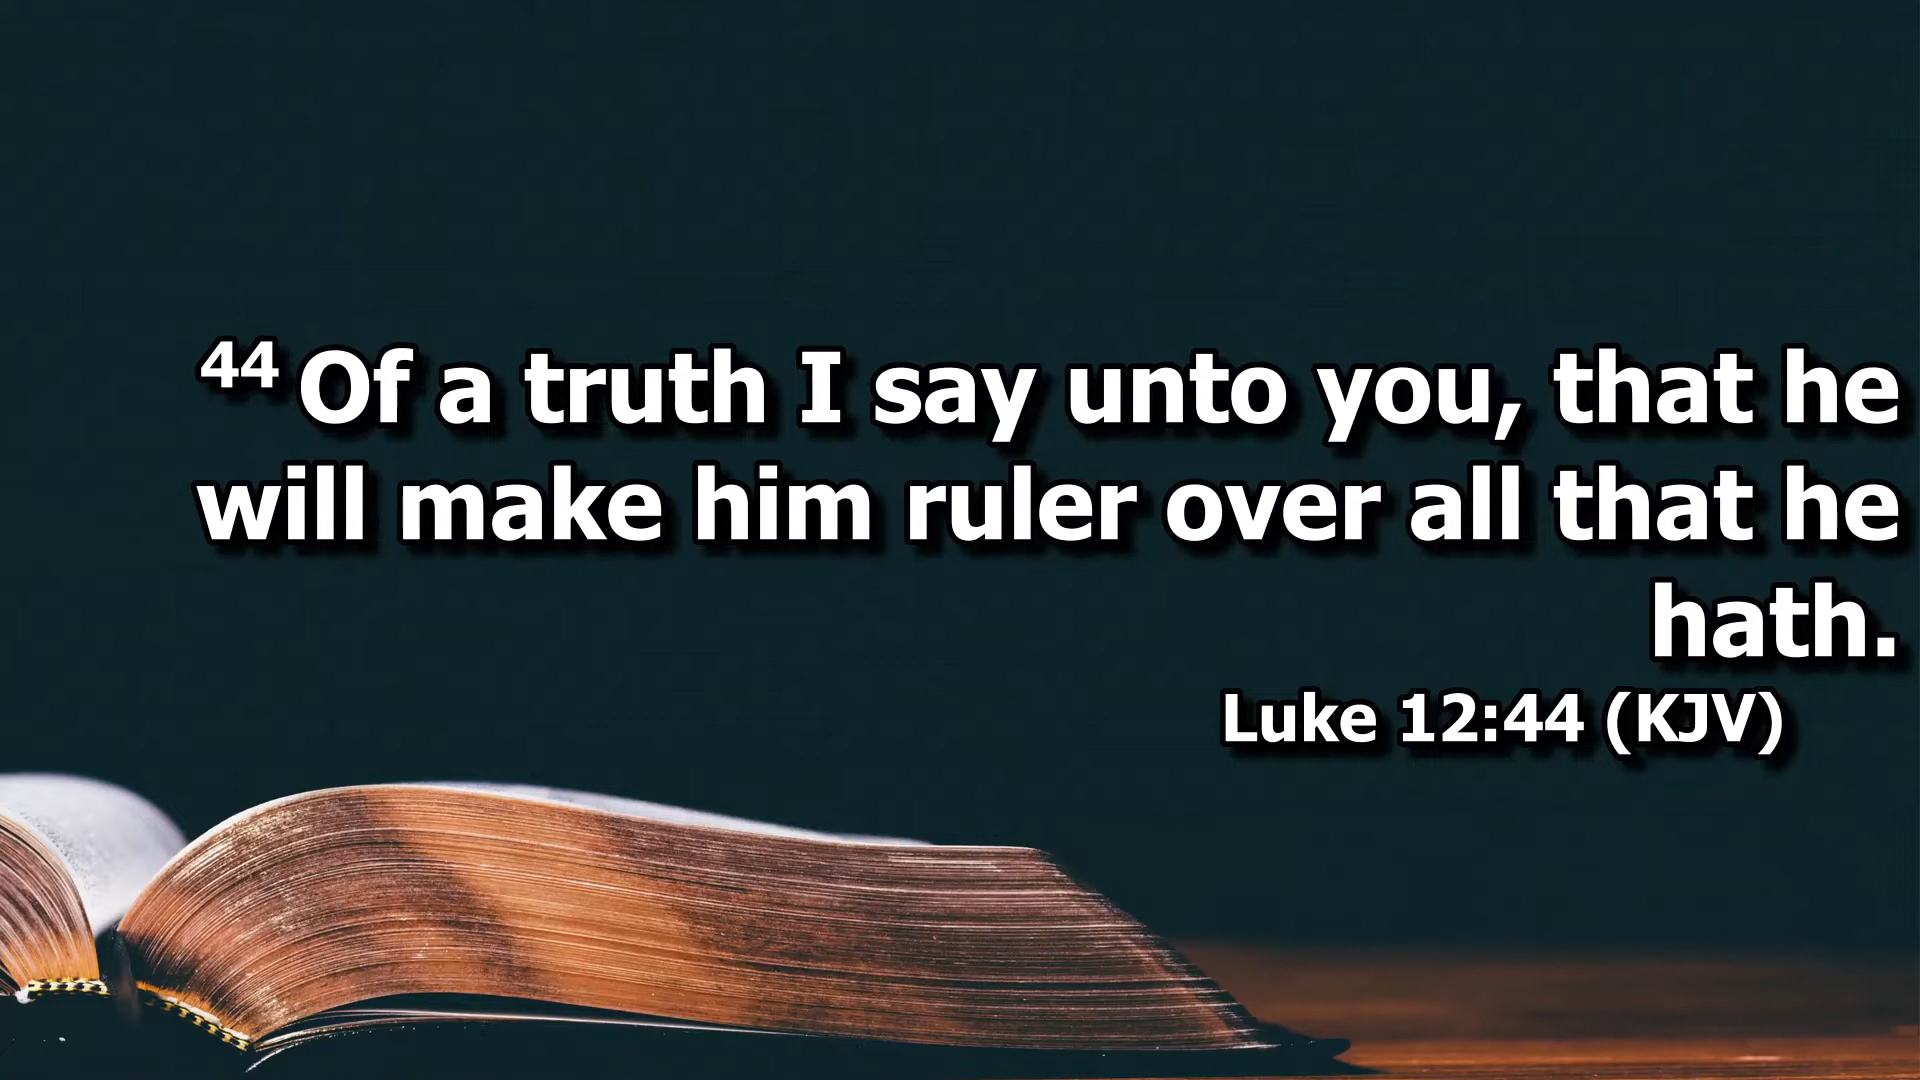 44 Of a truth I say unto you, that he
will make him ruler over all that he
hath.
Luke 12:44 (KJV)